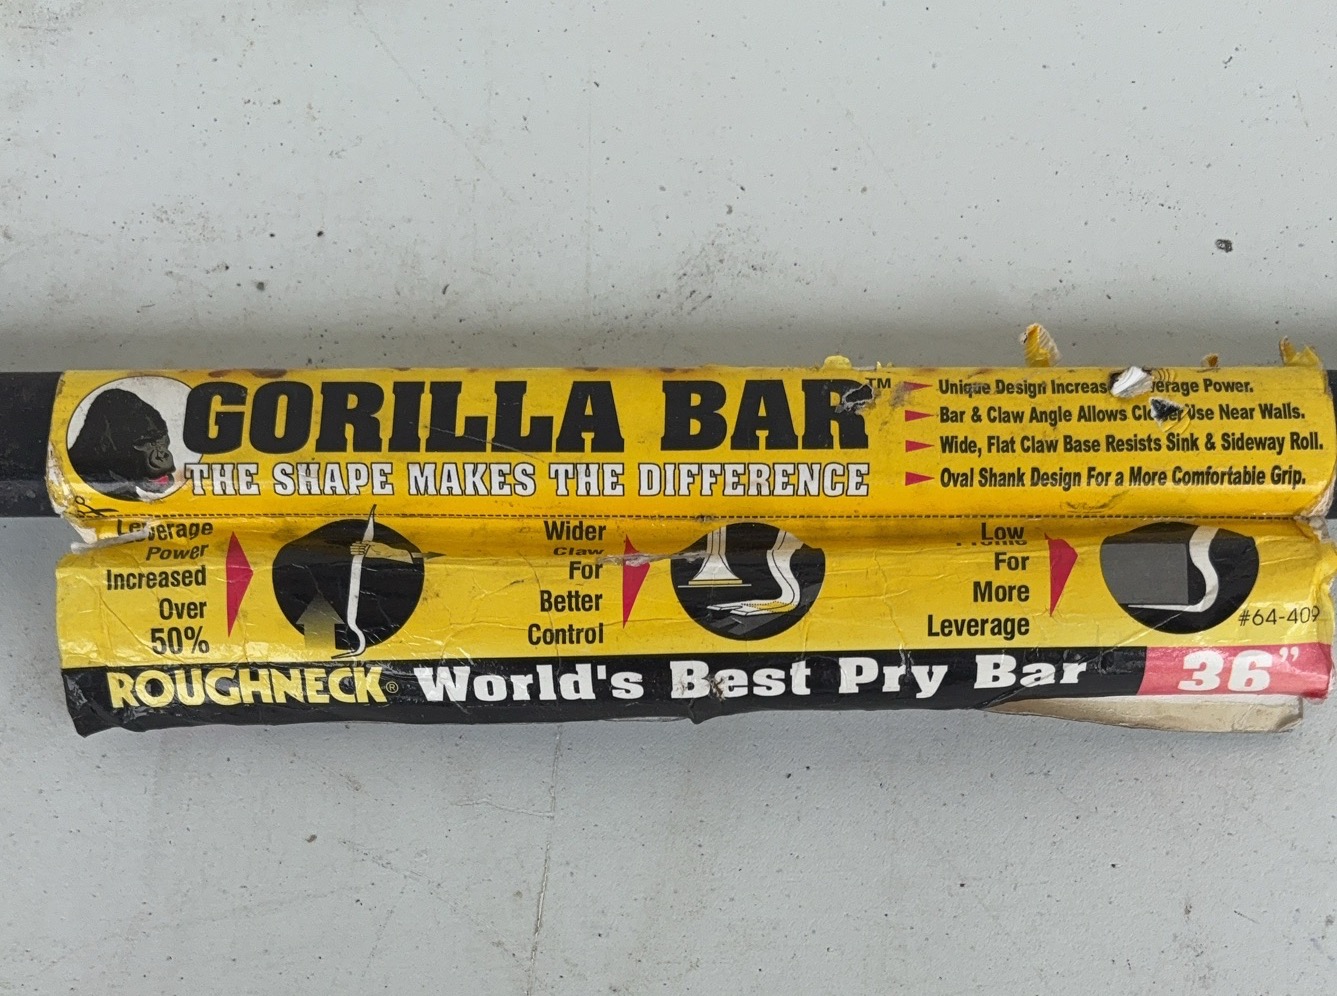 GORILLA BAR™
THE SHAPE MAKES THE DIFFERENCE
Unique Design Increas erage Power.
Bar & Claw Angle Allows Use Near Walls.
Wide, Flat Claw Base Resists Sink & Sideway Roll.
Oval Shank Design For a More Comfortable Grip.
Leverage
Power
Increased
Over
50%
Wider
Claw
For
Better
Control
Low
For
More
Leverage
#64-409
ROUGHNECK® World's Best Pry Bar
36”